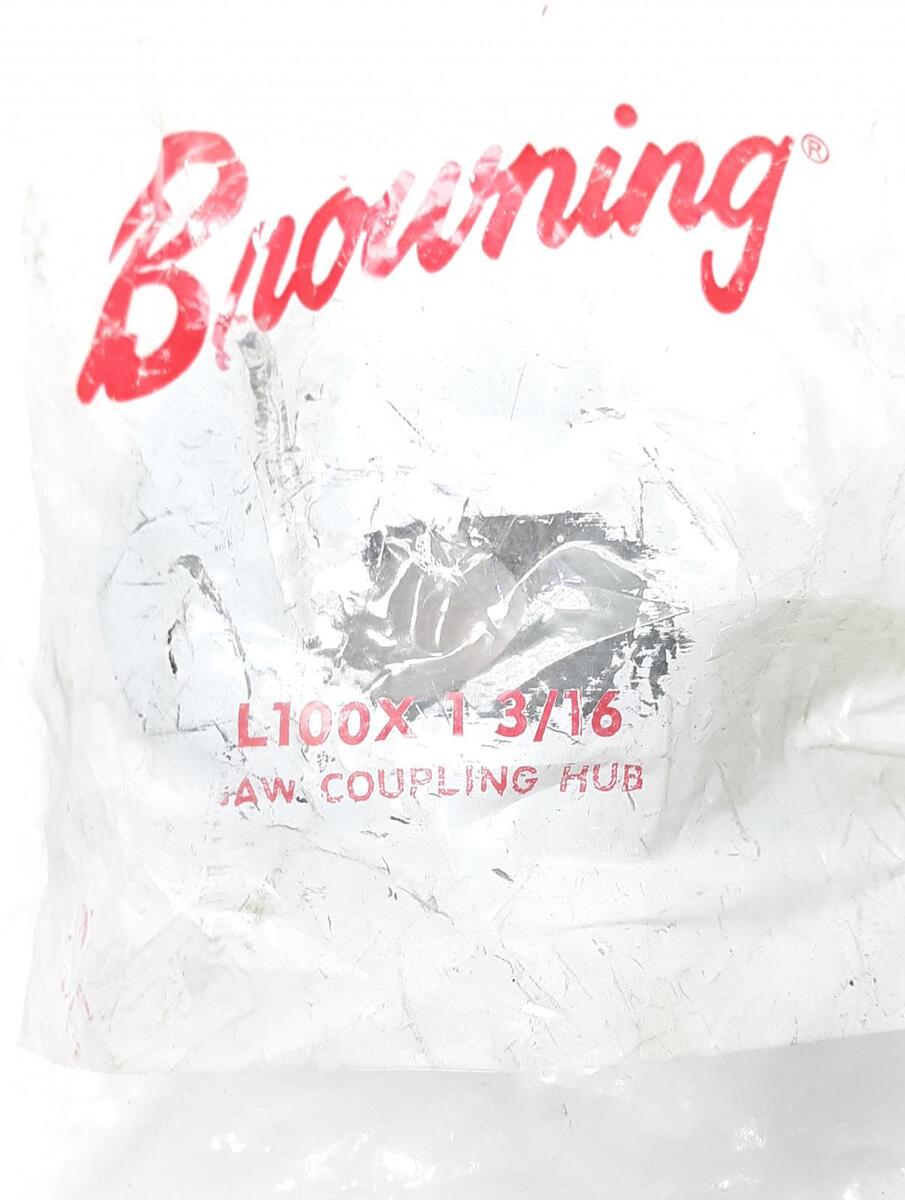 Browning®
L100X 1 3/16
JAW COUPLING HUB